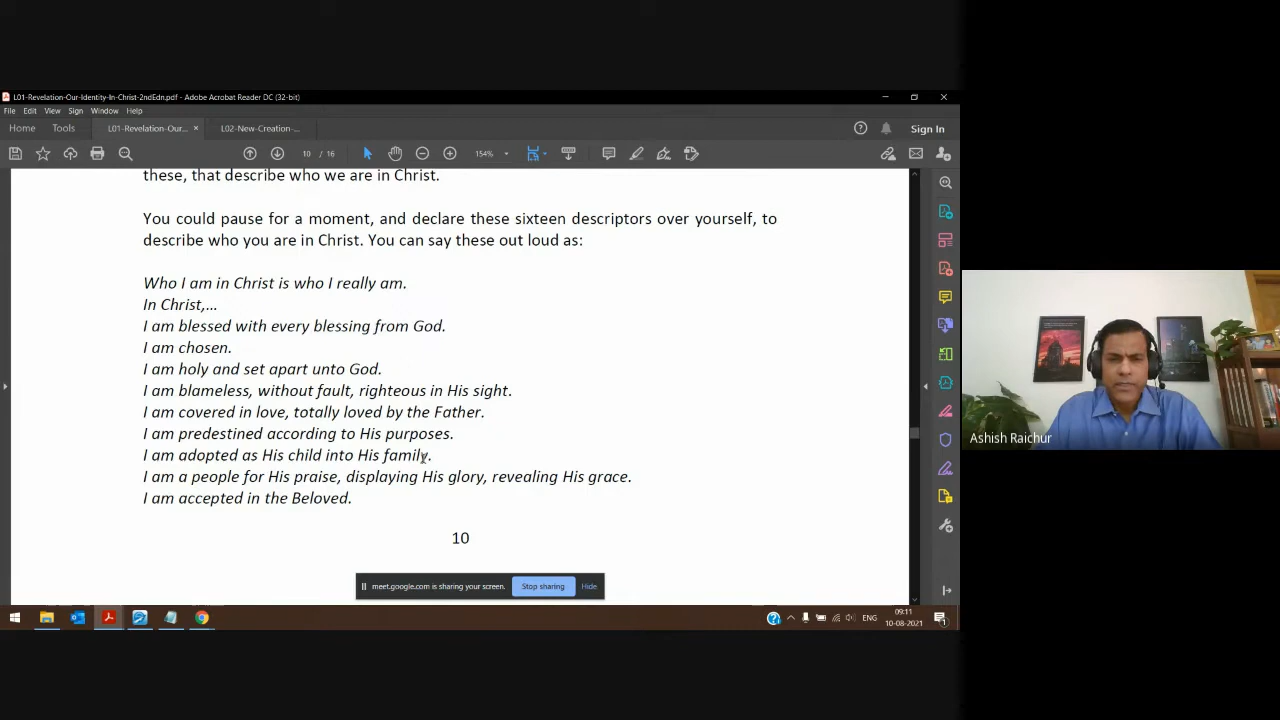 L01-Revelation-Our-Identity-In-Christ-2ndEdn.pdf - Adobe Acrobat Reader DC (32-bit)
File Edit View Sign Window Help
Home Tools L01-Revelation-Our... × L02-New-Creation-... Sign In
10 / 16 154%
these, that describe who we are in Christ.
You could pause for a moment, and declare these sixteen descriptors over yourself, to
describe who you are in Christ. You can say these out loud as:
Who I am in Christ is who I really am.
In Christ,...
I am blessed with every blessing from God.
I am chosen.
I am holy and set apart unto God.
I am blameless, without fault, righteous in His sight.
I am covered in love, totally loved by the Father.
I am predestined according to His purposes.
I am adopted as His child into His family.
I am a people for His praise, displaying His glory, revealing His grace.
I am accepted in the Beloved.
10
meet.google.com is sharing your screen. Stop sharing Hide
Ashish Raichur
ENG
09:11
10-08-2021